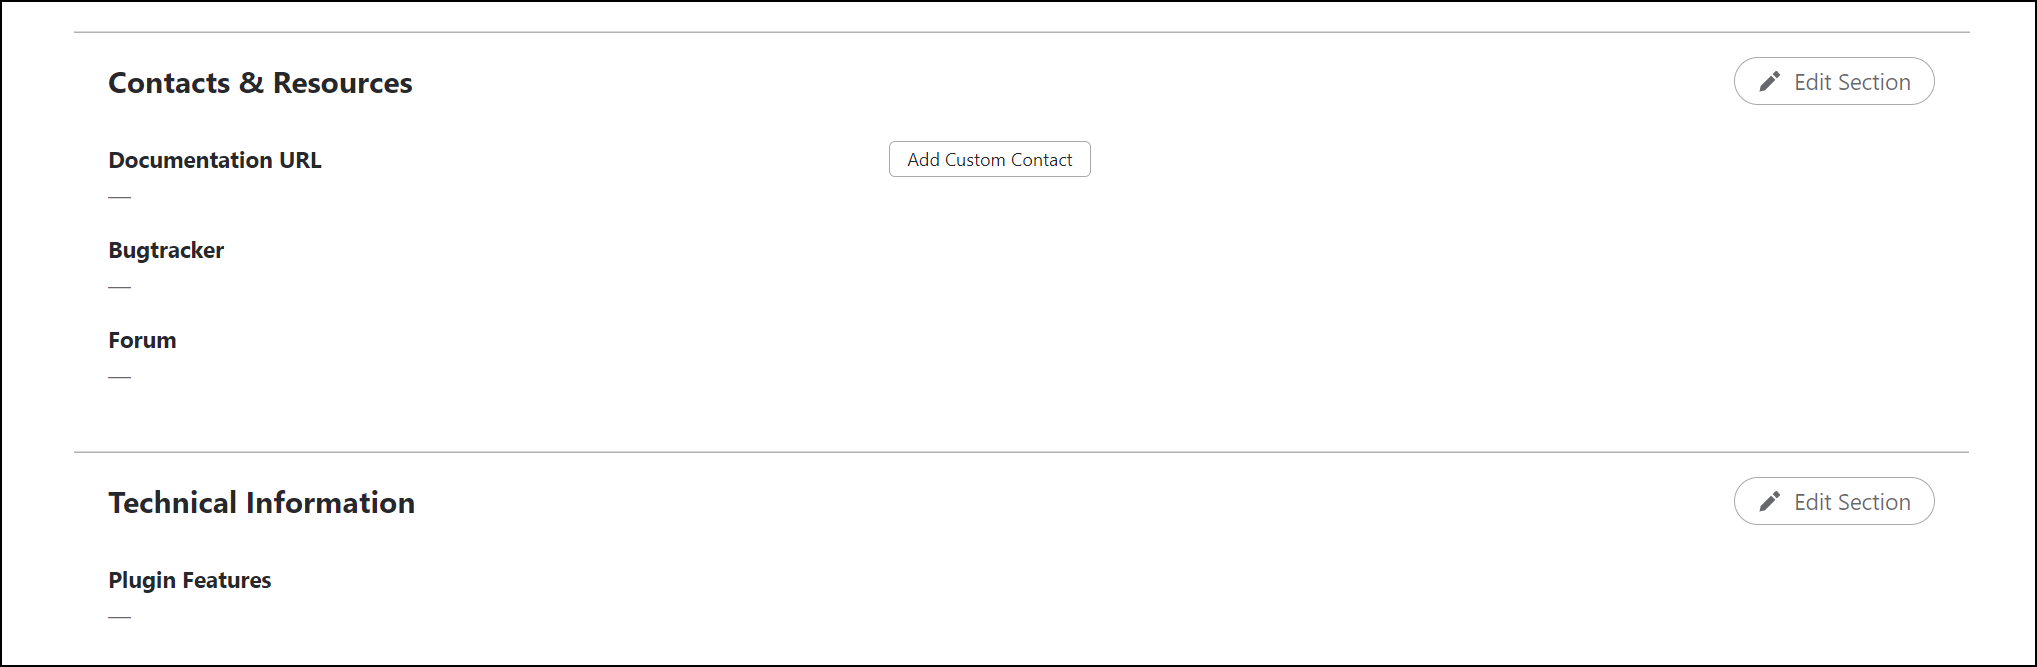 Contacts & Resources
Edit Section
Documentation URL
Add Custom Contact
—
Bugtracker
—
Forum
—
Technical Information
Edit Section
Plugin Features
—